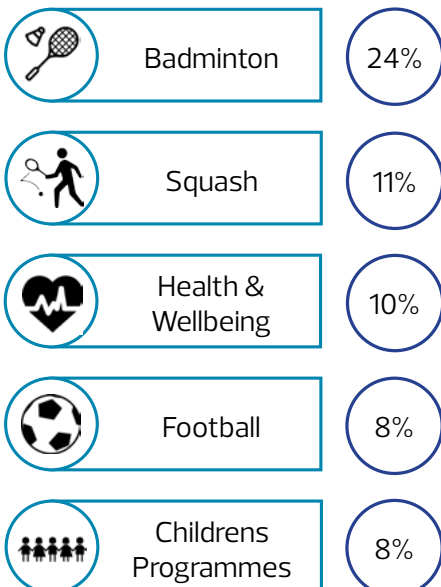 Badminton 24%
Squash 11%
Health &
Wellbeing 10%
Football 8%
Childrens
Programmes 8%